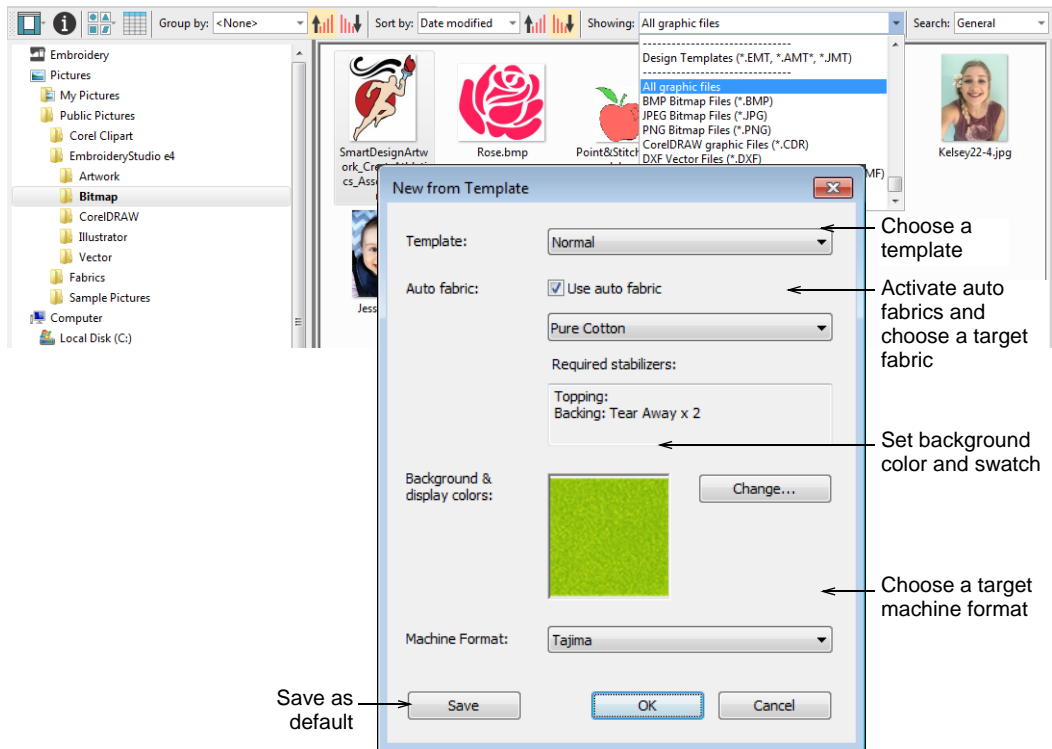 Group by: <None>
Sort by: Date modified
Showing: All graphic files
Search: General
Embroidery
Pictures
My Pictures
Public Pictures
Corel Clipart
EmbroideryStudio e4
Artwork
Bitmap
CorelDRAW
Illustrator
Vector
Fabrics
Sample Pictures
Computer
Local Disk (C:)
SmartDesignArtw
Rose.bmp
Point&Stitch
Kelsey22-4.jpg
cs_Asse
Jess
-------------------------------
Design Templates (*.EMT, *.AMT*, *.JMT)
-------------------------------
All graphic files
BMP Bitmap Files (*.BMP)
JPEG Bitmap Files (*.JPG)
PNG Bitmap Files (*.PNG)
CorelDRAW graphic Files (*.CDR)
DXF Vector Files (*.DXF)
MF)
New from Template
Template: Normal
Auto fabric: Use auto fabric
Pure Cotton
Required stabilizers:
Topping:
Backing: Tear Away x 2
Background &
display colors:
Change...
Machine Format: Tajima
Save
OK
Cancel
Choose a
template
Activate auto
fabrics and
choose a target
fabric
Set background
color and swatch
Choose a target
machine format
Save as
default